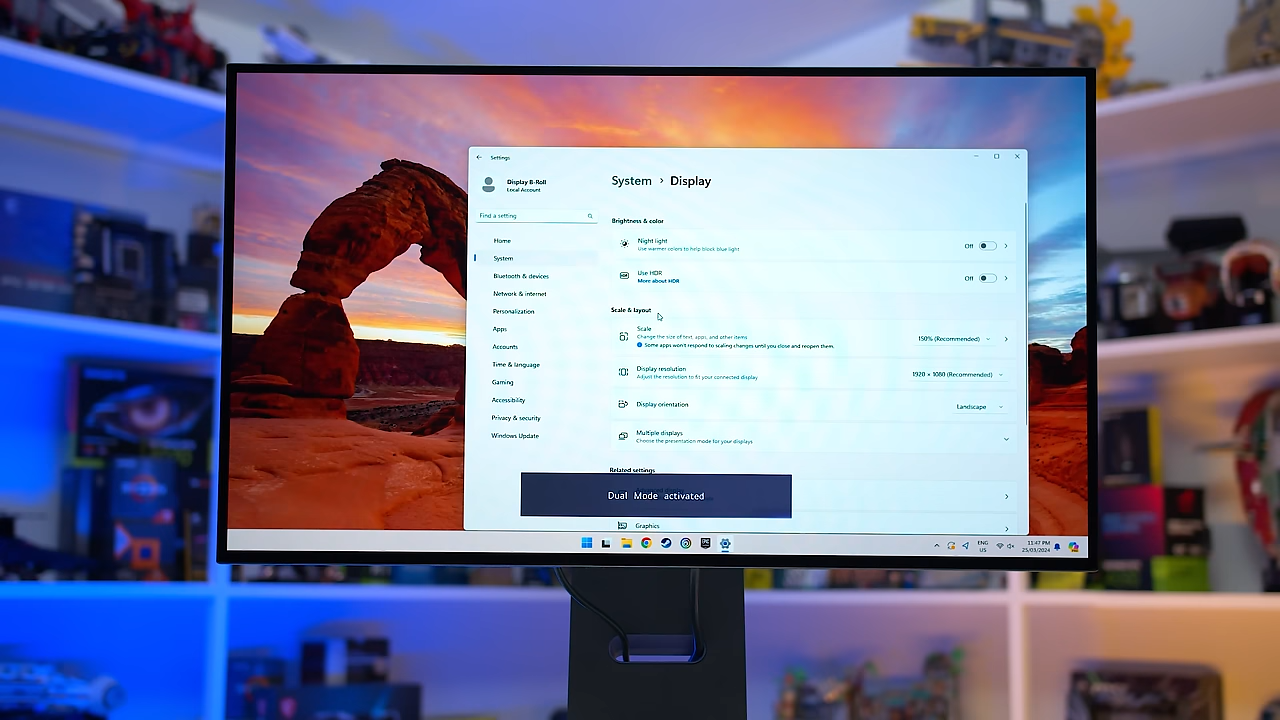 Settings
Display B-Roll
Local Account
Find a setting
Home
System
Bluetooth & devices
Network & internet
Personalization
Apps
Accounts
Time & language
Gaming
Accessibility
Privacy & security
Windows Update
System › Display
Brightness & color
Night light
Use warmer colors to help block blue light
Off
Use HDR
More about HDR
Off
Scale & layout
Scale
Change the size of text, apps, and other items
Some apps won't respond to scaling changes until you close and reopen them.
150% (Recommended)
Display resolution
Adjust the resolution to fit your connected display
1920 × 1080 (Recommended)
Display orientation
Landscape
Multiple displays
Choose the presentation mode for your displays
Related settings
Dual Mode activated
Graphics
ENG
US
11:47 PM
25/03/2024